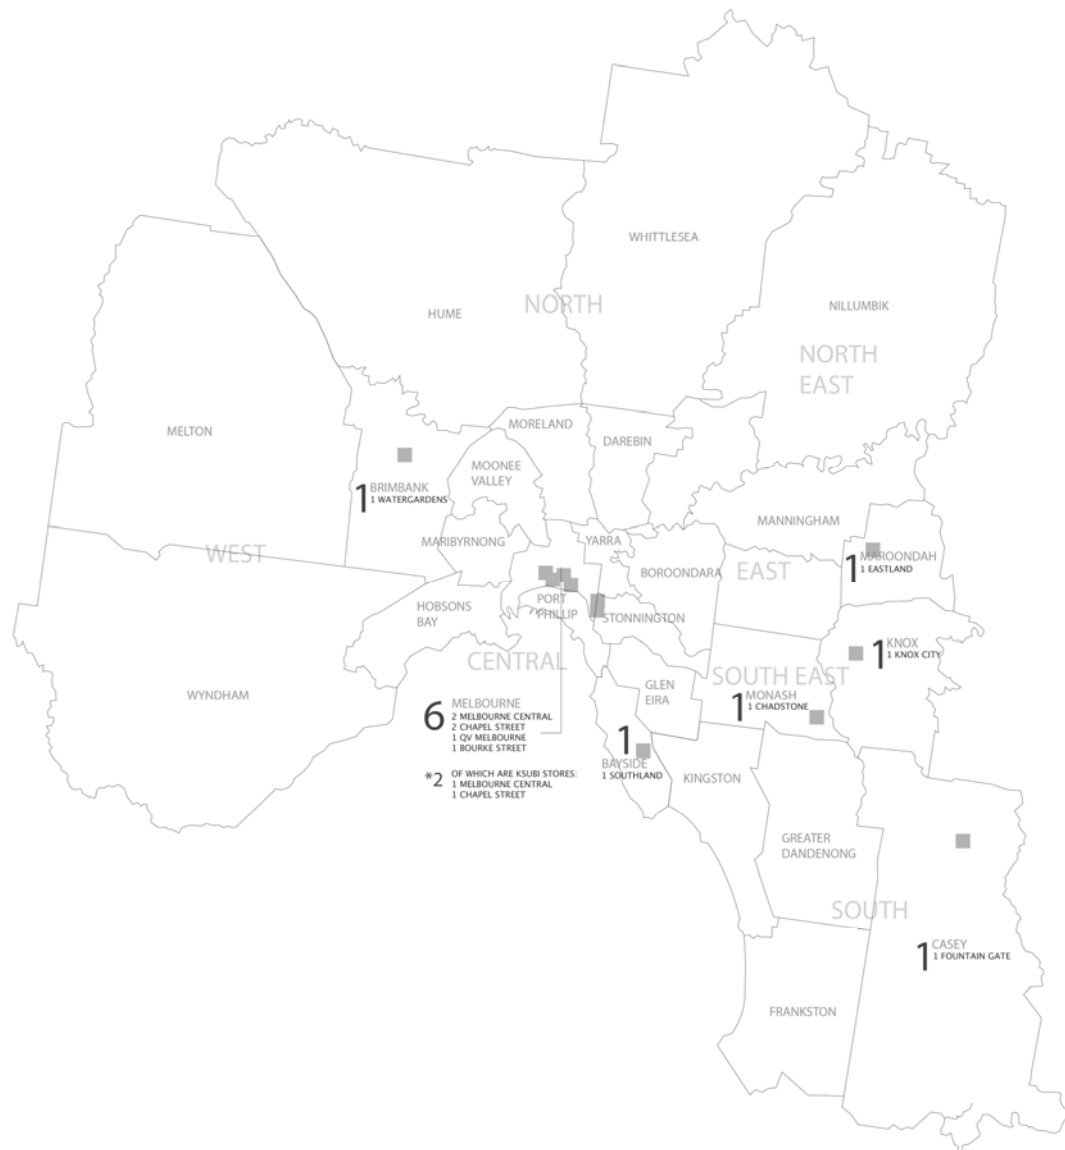 WHITTLESEA
NORTH
HUME
NILLUMBIK
NORTH
EAST
MELTON
MORELAND
DAREBIN
MOONEE
VALLEY
1 BRIMBANK
1 WATERGARDENS
MANNINGHAM
MARIBYRNONG
YARRA
WEST
BOROONDARA
EAST
1 MAROONDAH
1 EASTLAND
HOBSONS
BAY
PORT
PHILLIP
STONNINGTON
1 KNOX
1 KNOX CITY
CENTRAL
SOUTH EAST
GLEN
EIRA
WYNDHAM
1 MONASH
1 CHADSTONE
6 MELBOURNE
2 MELBOURNE CENTRAL
2 CHAPEL STREET
1 QV MELBOURNE
1 BOURKE STREET
*2 OF WHICH ARE KSUBI STORES:
1 MELBOURNE CENTRAL
1 CHAPEL STREET
1
BAYSIDE
1 SOUTHLAND
KINGSTON
GREATER
DANDENONG
SOUTH
1 CASEY
1 FOUNTAIN GATE
FRANKSTON